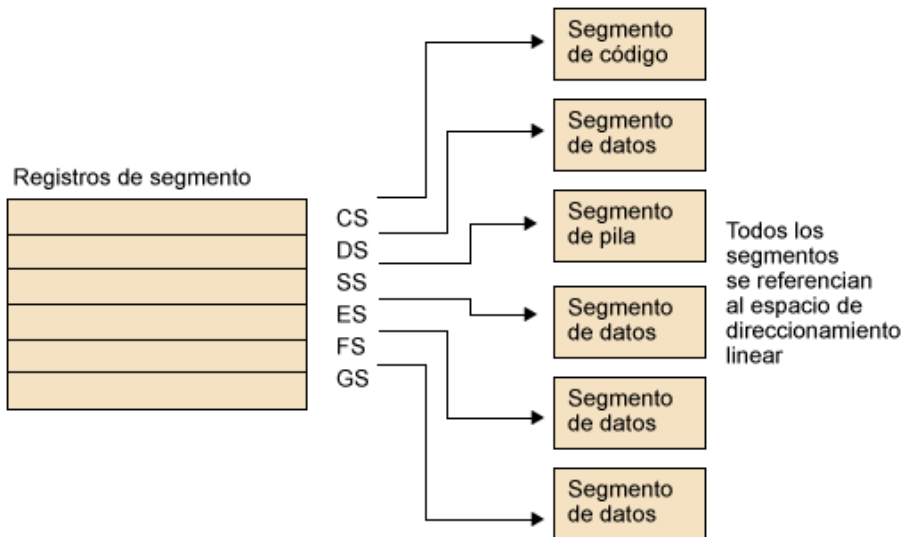 Registros de segmento
CS
DS
SS
ES
FS
GS
Segmento
de código
Segmento
de datos
Segmento
de pila
Segmento
de datos
Segmento
de datos
Segmento
de datos
Todos los
segmentos
se referencian
al espacio de
direccionamiento
linear